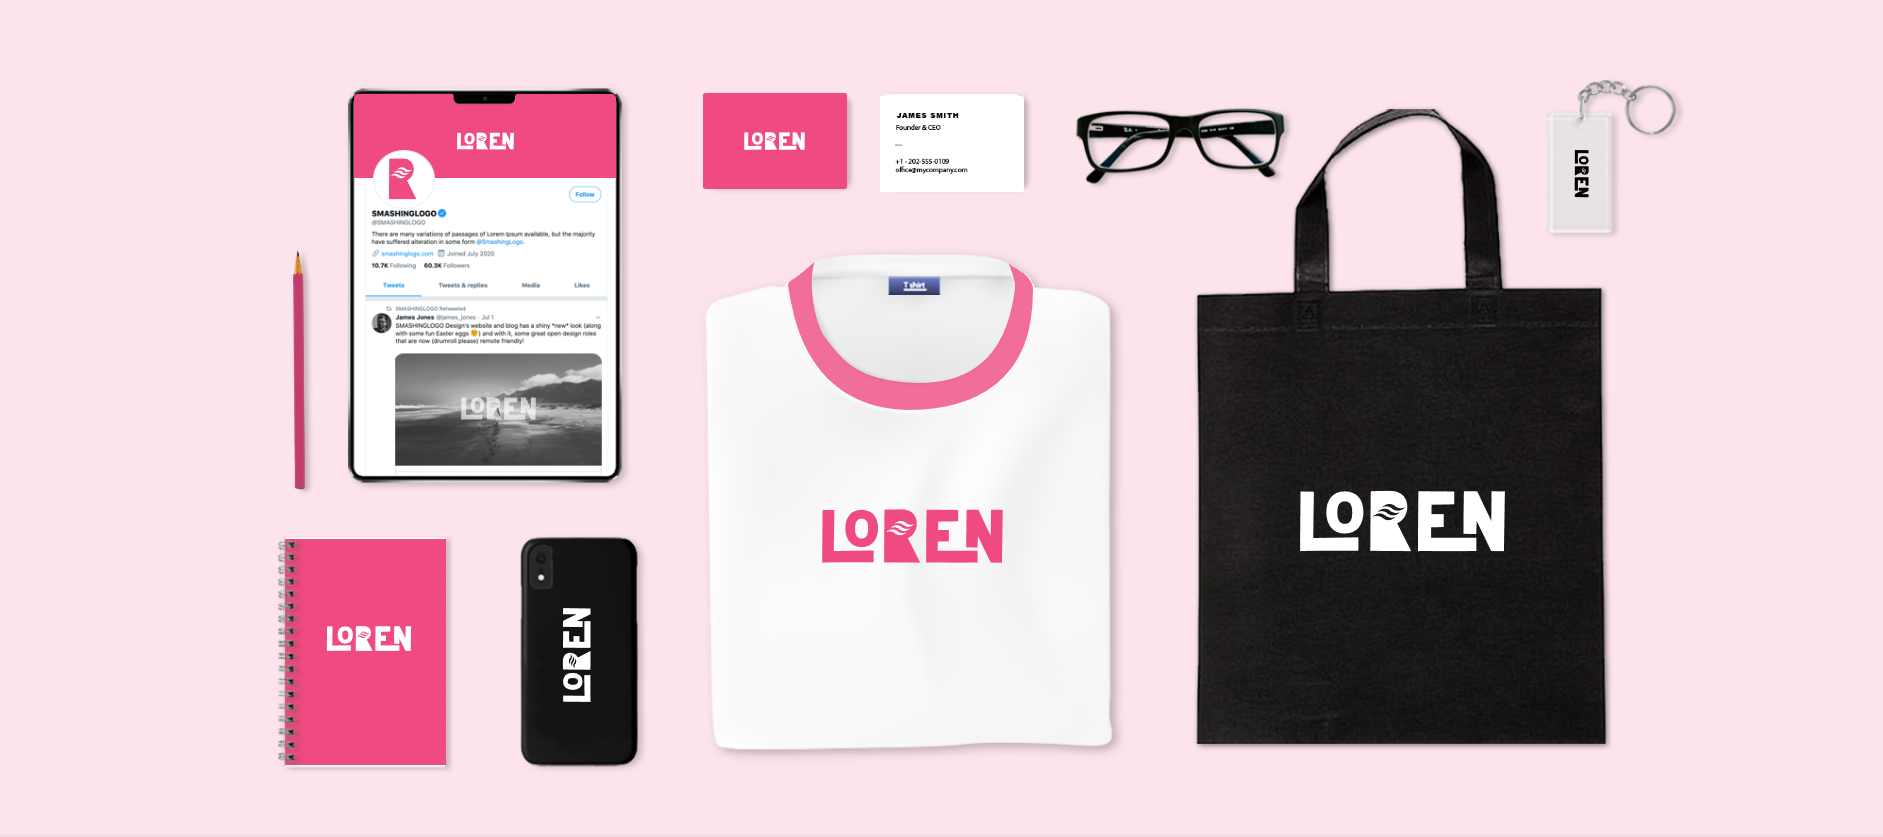 LOREN
R
Follow
SMASHINGLOGO
@SMASHINGLOGO
There are many variations of passages of Lorem Ipsum available, but the majority
have suffered alteration in some form @SmashingLogo.
smashinglogo.com Joined July 2020
10.7K Following 60.3K Followers
Tweets Tweets & replies Media Likes
SMASHINGLOGO Retweeted
James Jones @james_jones · Jul 1
SMASHINGLOGO Design's website and blog has a shiny *new* look (along
with some fun Easter eggs 😲) and with it, some great open design roles
that are now (drumroll please) remote friendly!
LOREN
LOREN
JAMES SMITH
Founder & CEO
---
+1 - 202-555-0109
office@mycompany.com
LOREN
T shirt
LOREN
LOREN
LOREN
LOREN